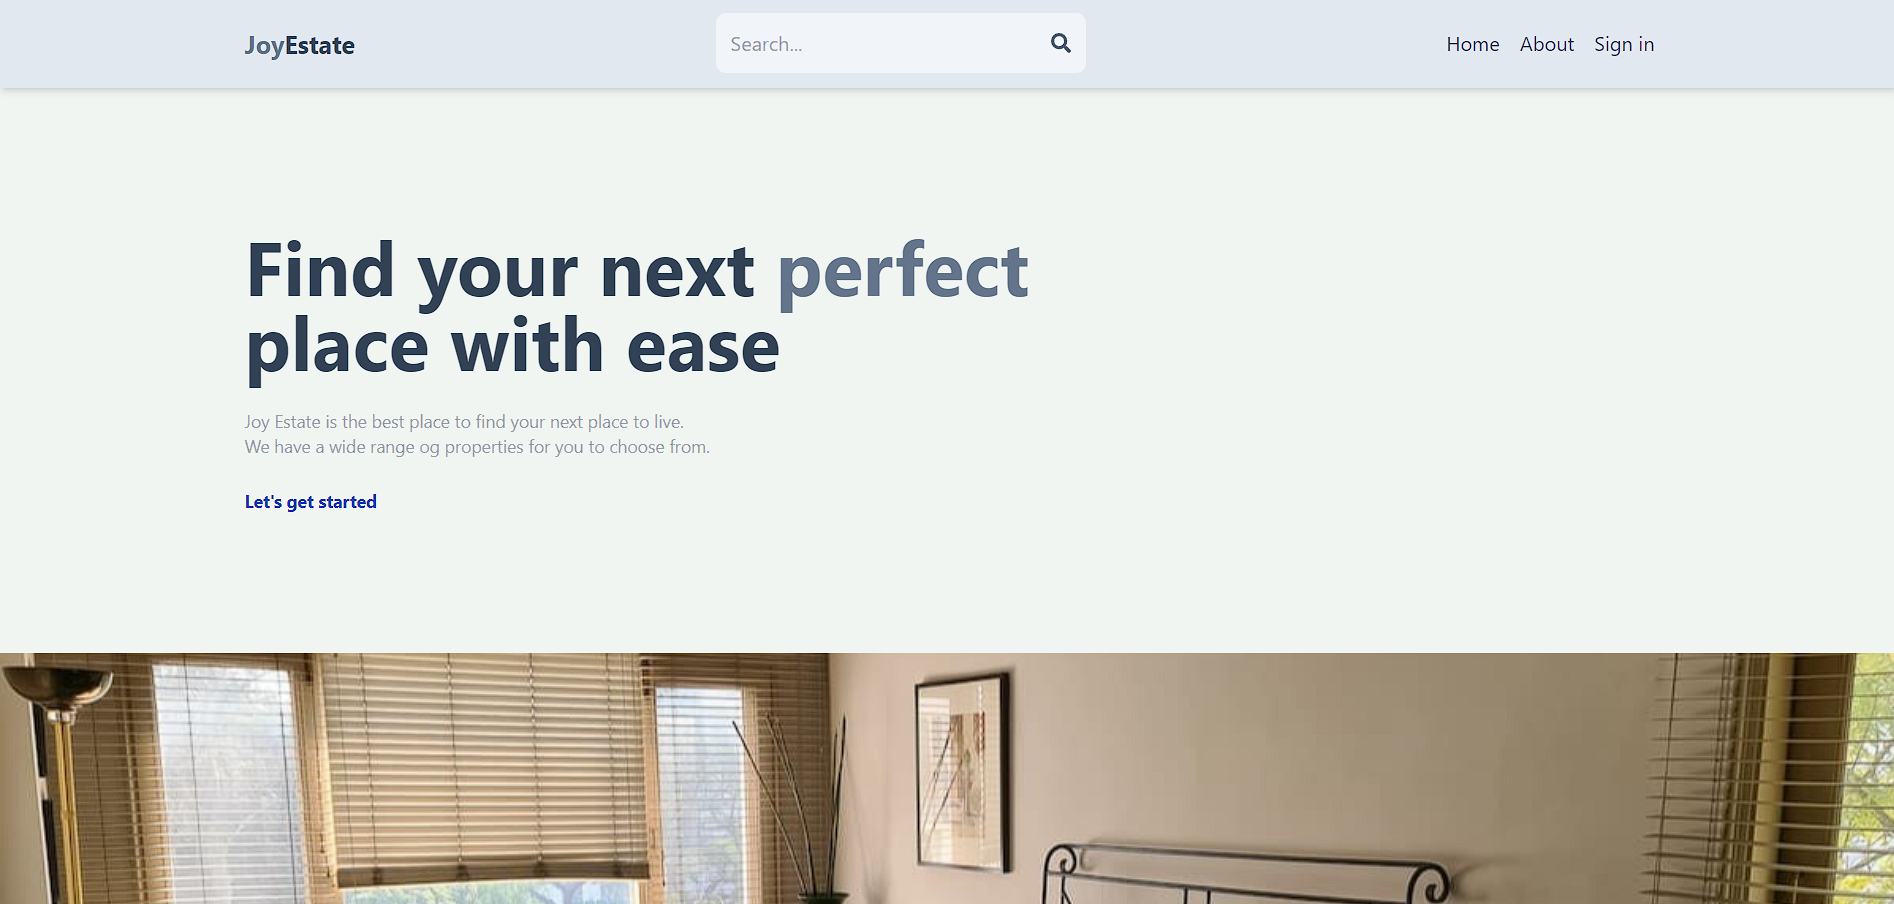 JoyEstate
Search...
Home About Sign in
Find your next perfect
place with ease
Joy Estate is the best place to find your next place to live.
We have a wide range og properties for you to choose from.
Let's get started